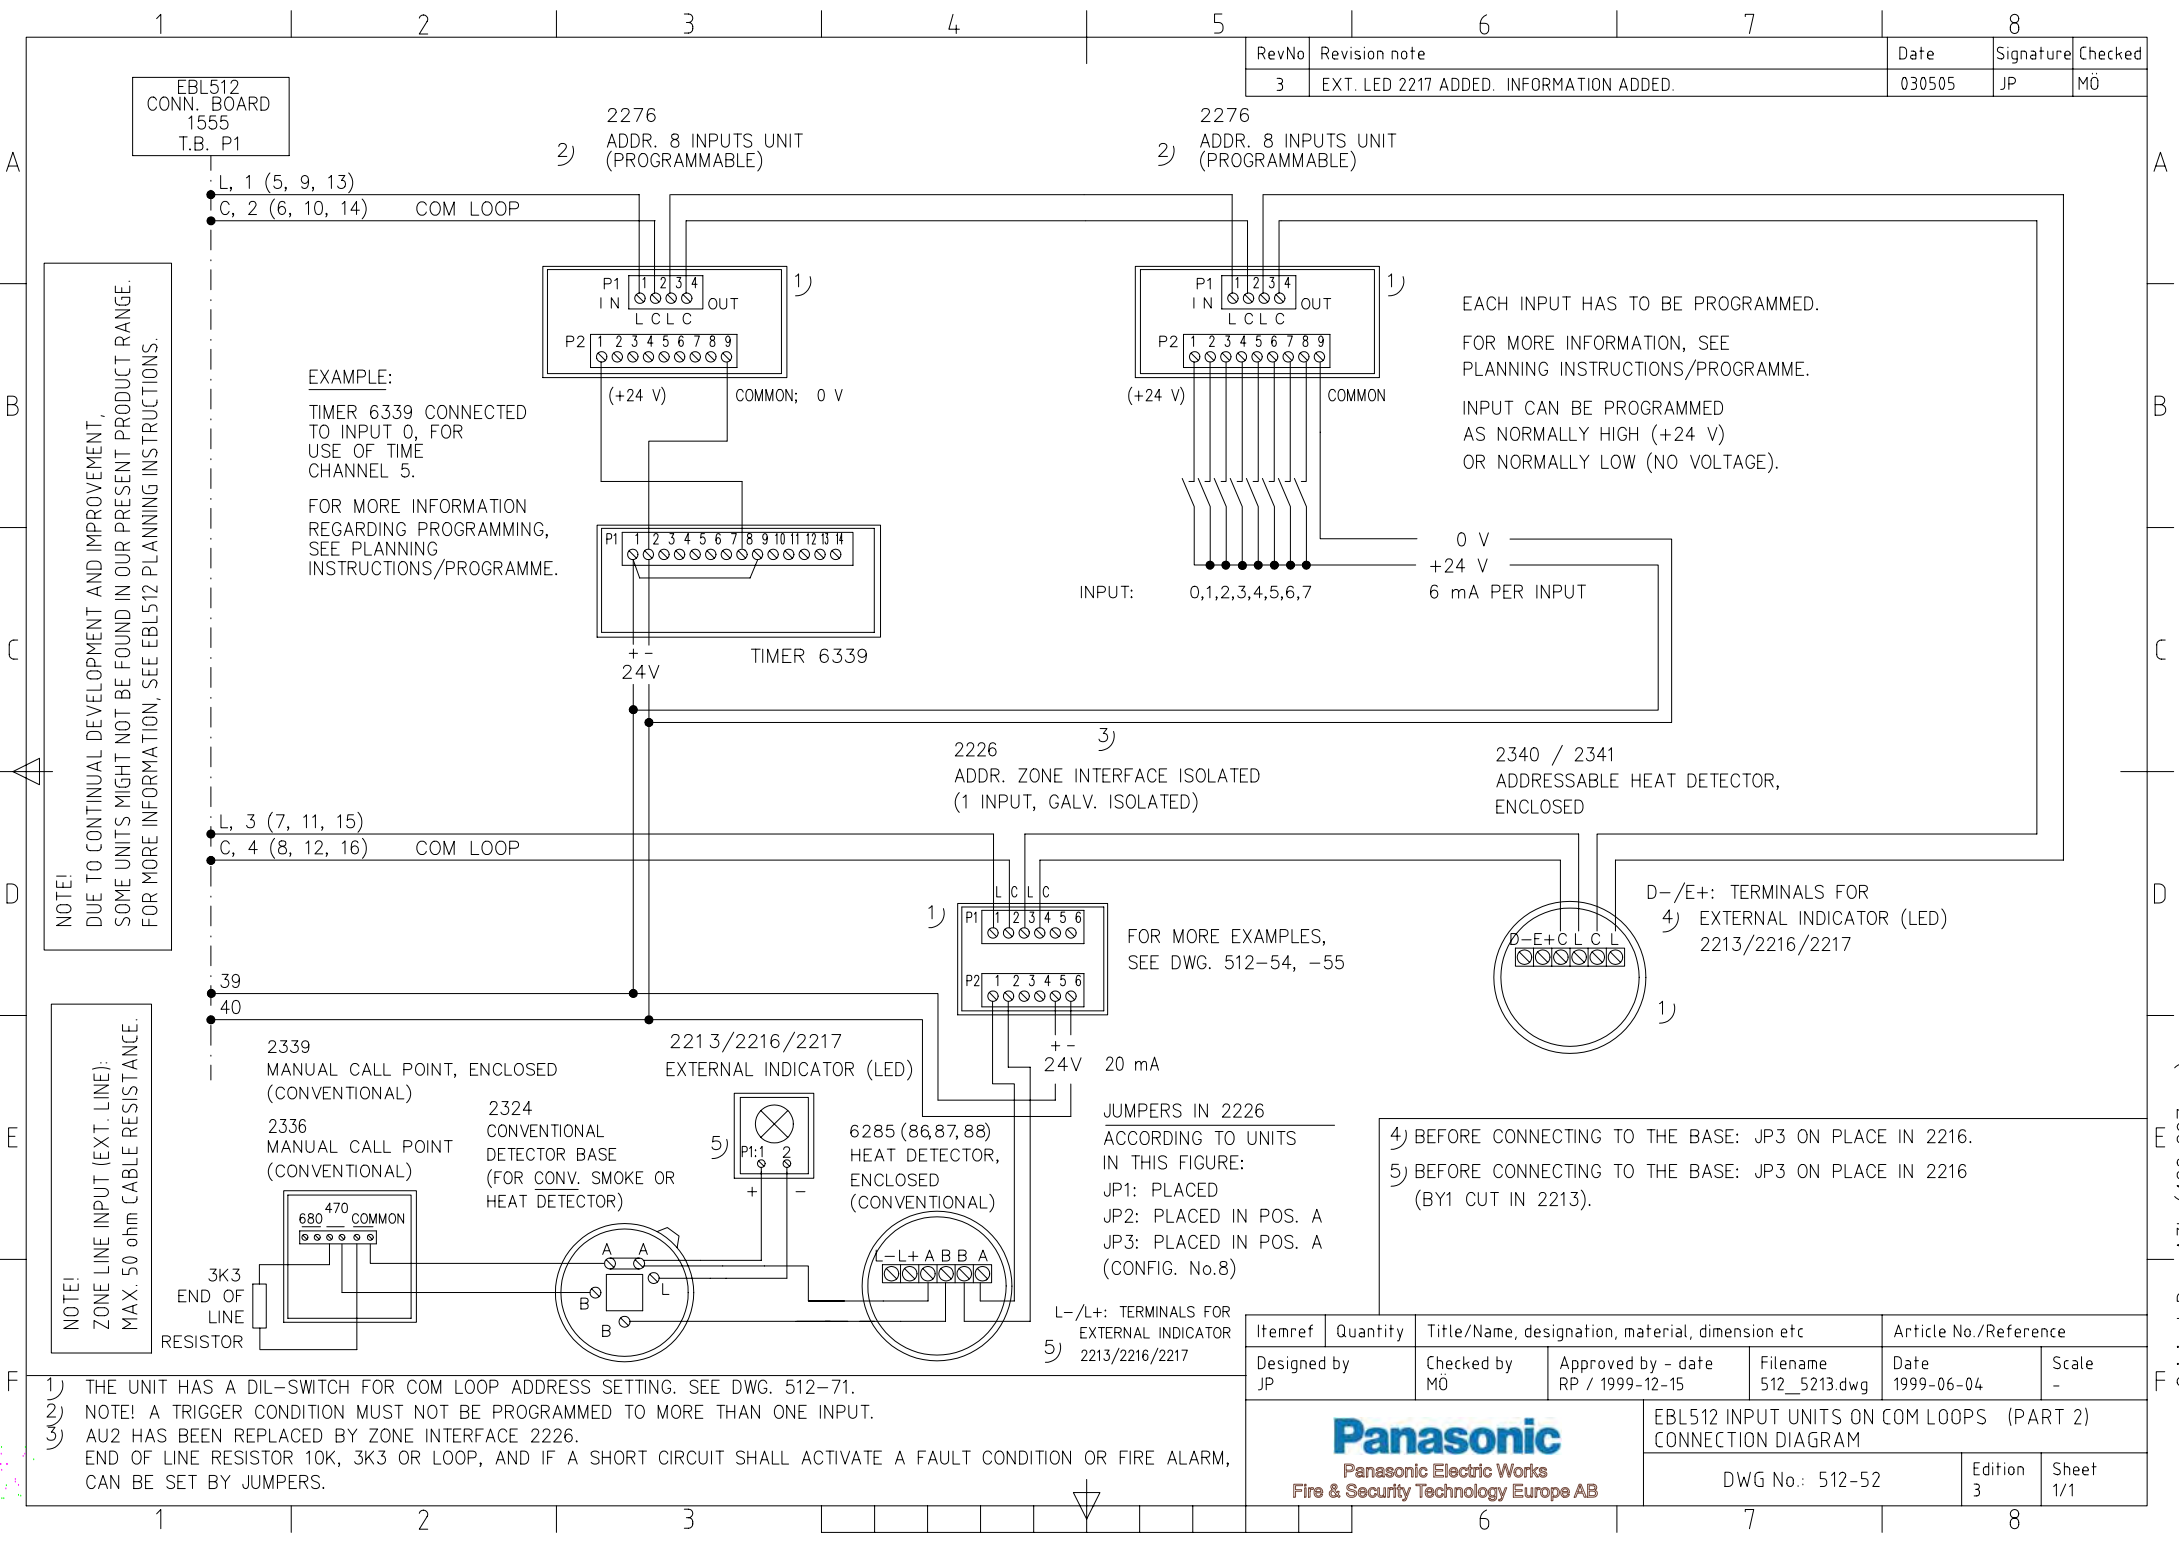 1 2 3 4 5 6 7 8
RevNo Revision note Date Signature Checked
3 EXT. LED 2217 ADDED. INFORMATION ADDED. 030505 JP MÖ
EBL512
CONN. BOARD
1555
T.B. P1
2276
2) ADDR. 8 INPUTS UNIT
(PROGRAMMABLE)
2276
2) ADDR. 8 INPUTS UNIT
(PROGRAMMABLE)
A A
L, 1 (5, 9, 13)
C, 2 (6, 10, 14) COM LOOP
P1 1 2 3 4 1)
IN OUT
L C L C
P2 1 2 3 4 5 6 7 8 9
(+24 V) COMMON; 0 V
P1 1 2 3 4 1)
IN OUT
L C L C
P2 1 2 3 4 5 6 7 8 9
(+24 V) COMMON
EACH INPUT HAS TO BE PROGRAMMED.
FOR MORE INFORMATION, SEE
PLANNING INSTRUCTIONS/PROGRAMME.
INPUT CAN BE PROGRAMMED
AS NORMALLY HIGH (+24 V)
OR NORMALLY LOW (NO VOLTAGE).
B B
EXAMPLE:
TIMER 6339 CONNECTED
TO INPUT 0, FOR
USE OF TIME
CHANNEL 5.
FOR MORE INFORMATION
REGARDING PROGRAMMING,
SEE PLANNING
INSTRUCTIONS/PROGRAMME.
P1 1 2 3 4 5 6 7 8 9 10 11 12 13 14
+ -
24V
TIMER 6339
0 V
+24 V
INPUT: 0,1,2,3,4,5,6,7 6 mA PER INPUT
C C
NOTE!
DUE TO CONTINUAL DEVELOPMENT AND IMPROVEMENT,
SOME UNITS MIGHT NOT BE FOUND IN OUR PRESENT PRODUCT RANGE.
FOR MORE INFORMATION, SEE EBL512 PLANNING INSTRUCTIONS.
3)
2226
ADDR. ZONE INTERFACE ISOLATED
(1 INPUT, GALV. ISOLATED)
2340 / 2341
ADDRESSABLE HEAT DETECTOR,
ENCLOSED
L, 3 (7, 11, 15)
C, 4 (8, 12, 16) COM LOOP
D D
L C L C
1) P1 1 2 3 4 5 6
P2 1 2 3 4 5 6
+ -
24V 20 mA
FOR MORE EXAMPLES,
SEE DWG. 512-54, -55
D-/E+: TERMINALS FOR
4) EXTERNAL INDICATOR (LED)
2213/2216/2217
D-E+C L C L
1)
39
40
NOTE!
ZONE LINE INPUT (EXT. LINE):
MAX. 50 ohm CABLE RESISTANCE.
2339
MANUAL CALL POINT, ENCLOSED
(CONVENTIONAL)
2336
MANUAL CALL POINT
(CONVENTIONAL)
2213/2216/2217
EXTERNAL INDICATOR (LED)
2324
CONVENTIONAL
DETECTOR BASE
(FOR CONV. SMOKE OR
HEAT DETECTOR)
5) P1:1 2
+ -
6285 (86,87, 88)
HEAT DETECTOR,
ENCLOSED
(CONVENTIONAL)
JUMPERS IN 2226
ACCORDING TO UNITS
IN THIS FIGURE:
JP1: PLACED
JP2: PLACED IN POS. A
JP3: PLACED IN POS. A
(CONFIG. No.8)
E E
4) BEFORE CONNECTING TO THE BASE: JP3 ON PLACE IN 2216.
5) BEFORE CONNECTING TO THE BASE: JP3 ON PLACE IN 2216
(BY1 CUT IN 2213).
680 470 COMMON
3K3
END OF
LINE
RESISTOR
A A
B L
B
L-L+ A B B A
L-/L+: TERMINALS FOR
EXTERNAL INDICATOR
5) 2213/2216/2217
F F
1) THE UNIT HAS A DIL-SWITCH FOR COM LOOP ADDRESS SETTING. SEE DWG. 512-71.
2) NOTE! A TRIGGER CONDITION MUST NOT BE PROGRAMMED TO MORE THAN ONE INPUT.
3) AU2 HAS BEEN REPLACED BY ZONE INTERFACE 2226.
END OF LINE RESISTOR 10K, 3K3 OR LOOP, AND IF A SHORT CIRCUIT SHALL ACTIVATE A FAULT CONDITION OR FIRE ALARM,
CAN BE SET BY JUMPERS.
Itemref Quantity Title/Name, designation, material, dimension etc Article No./Reference
Designed by Checked by Approved by - date Filename Date Scale
JP MÖ RP / 1999-12-15 512__5213.dwg 1999-06-04 -
Panasonic
Panasonic Electric Works
Fire & Security Technology Europe AB
EBL512 INPUT UNITS ON COM LOOPS (PART 2)
CONNECTION DIAGRAM
DWG No.: 512-52
Edition Sheet
3 1/1
1 2 3 6 7 8